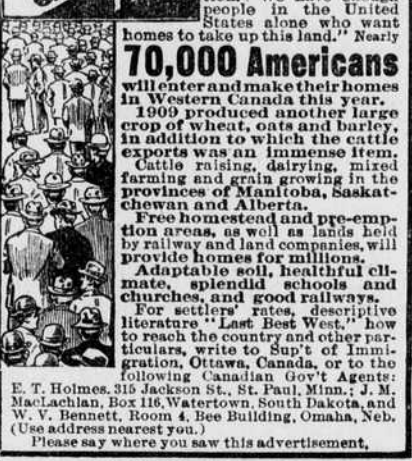 people in the United
States alone who want
homes to take up this land." Nearly
70,000 Americans
will enter and make their homes
in Western Canada this year.
1909 produced another large
crop of wheat, oats and barley,
in addition to which the cattle
exports was an immense item.
Cattle raising, dairying, mixed
farming and grain growing in the
provinces of Manitoba, Saskat-
chewan and Alberta.
Free homestead and pre-emp-
tion areas, as well as lands held
by railway and land companies, will
provide homes for millions.
Adaptable soil, healthful cli-
mate, splendid schools and
churches, and good railways.
For settlers' rates, descriptive
literature "Last Best West," how
to reach the country and other par-
ticulars, write to Sup't of Immi-
gration, Ottawa, Canada, or to the
following Canadian Gov't Agents:
E. T. Holmes, 315 Jackson St., St. Paul, Minn.; J. M.
MacLachlan, Box 116, Watertown, South Dakota, and
W. V. Bennett, Room 4, Bee Building, Omaha, Neb.
(Use address nearest you.)
Please say where you saw this advertisement.